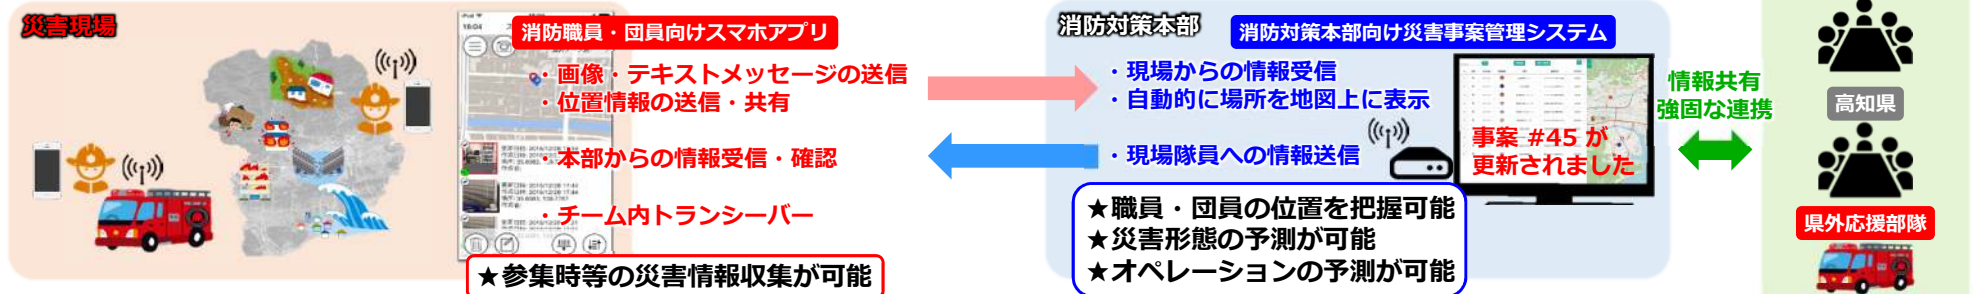 災害現場
消防職員・団員向けスマホアプリ
・画像・テキストメッセージの送信
・位置情報の送信・共有
・本部からの情報受信・確認
・チーム内トランシーバー
★参集時等の災害情報収集が可能
消防対策本部
消防対策本部向け災害事案管理システム
・現場からの情報受信
・自動的に場所を地図上に表示
・現場隊員への情報送信
事案 #45 が
更新されました
★職員・団員の位置を把握可能
★災害形態の予測が可能
★オペレーションの予測が可能
情報共有
強固な連携
高知県
県外応援部隊